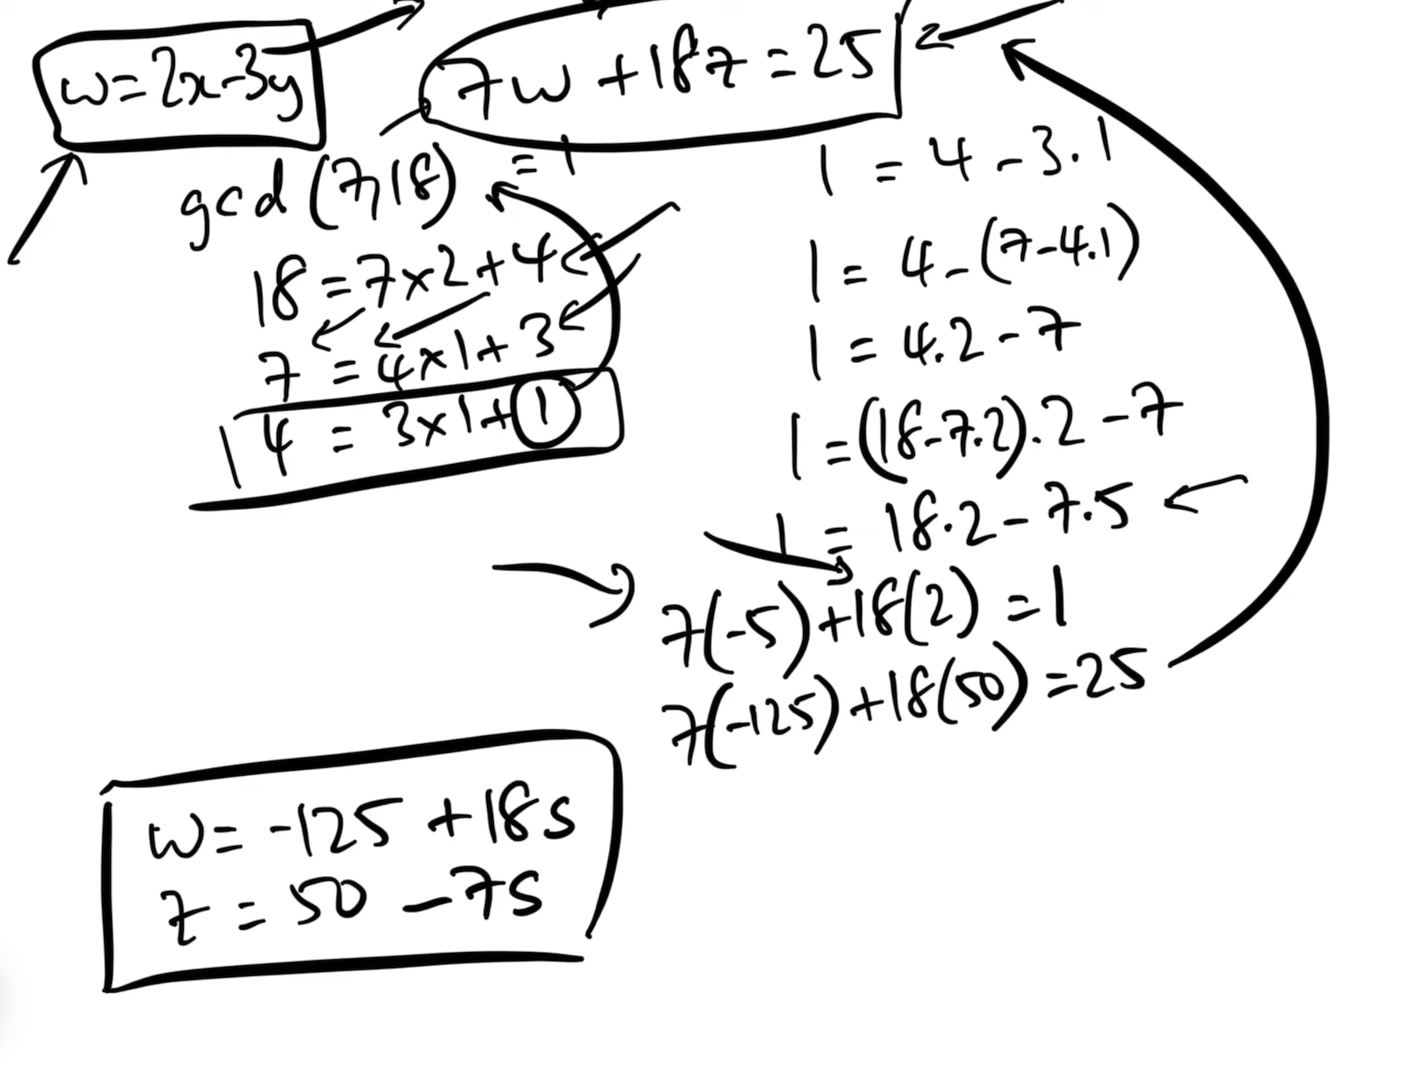 w=2x-3y
7w+18z=25
gcd(7,18) =1
18=7x2+4
7=4x1+3
4=3x1+1
1=4-3.1
1=4-(7-4.1)
1=4.2-7
1=(18-7.2).2-7
1=18.2-7.5
7(-5)+18(2)=1
7(-125)+18(50)=25
w=-125+18s
z=50-7s